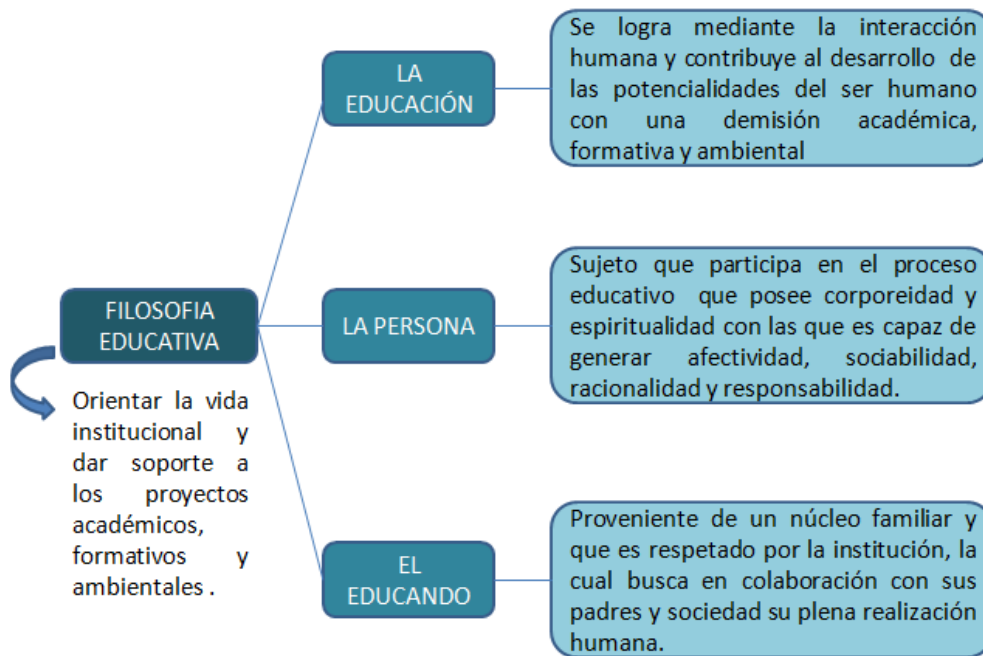 LA
EDUCACIÓN
Se logra mediante la interacción
humana y contribuye al desarrollo de
las potencialidades del ser humano
con una demisión académica,
formativa y ambiental
FILOSOFIA
EDUCATIVA
Orientar la vida
institucional y
dar soporte a
los proyectos
académicos,
formativos y
ambientales .
LA PERSONA
Sujeto que participa en el proceso
educativo que posee corporeidad y
espiritualidad con las que es capaz de
generar afectividad, sociabilidad,
racionalidad y responsabilidad.
EL
EDUCANDO
Proveniente de un núcleo familiar y
que es respetado por la institución, la
cual busca en colaboración con sus
padres y sociedad su plena realización
humana.